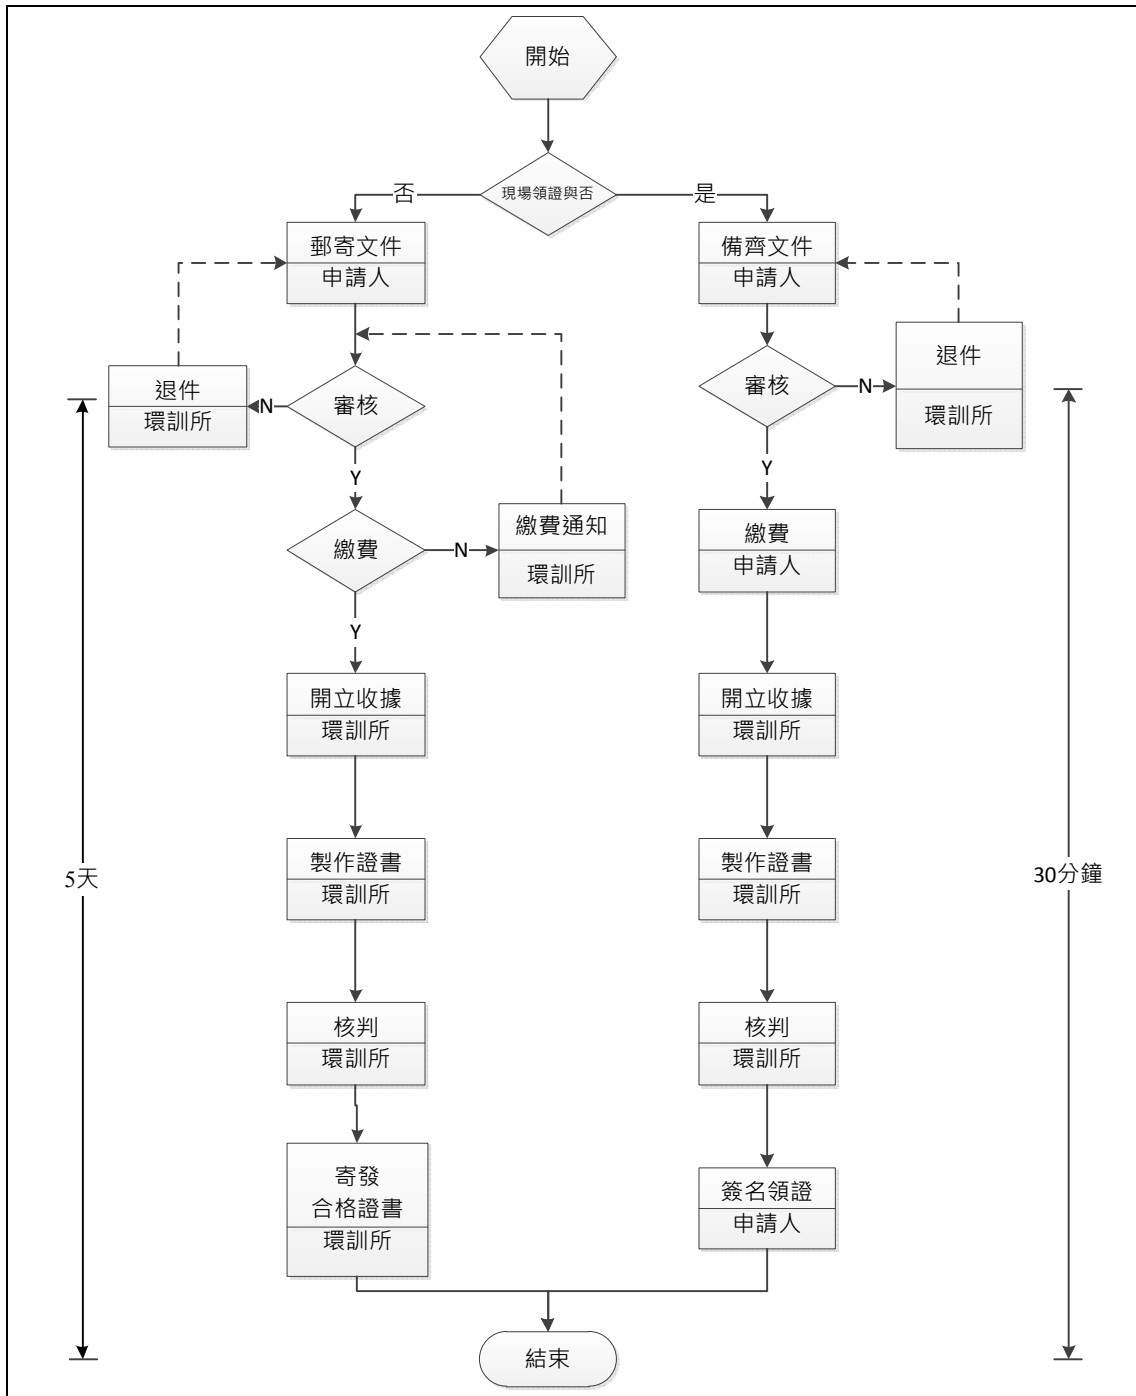 開始
現場領證與否
否
是
郵寄文件
申請人
備齊文件
申請人
退件
環訓所
N
審核
審核
N
退件
環訓所
Y
Y
繳費
N
繳費通知
環訓所
繳費
申請人
Y
開立收據
環訓所
開立收據
環訓所
製作證書
環訓所
製作證書
環訓所
5天
30分鐘
核判
環訓所
核判
環訓所
寄發
合格證書
環訓所
簽名領證
申請人
結束